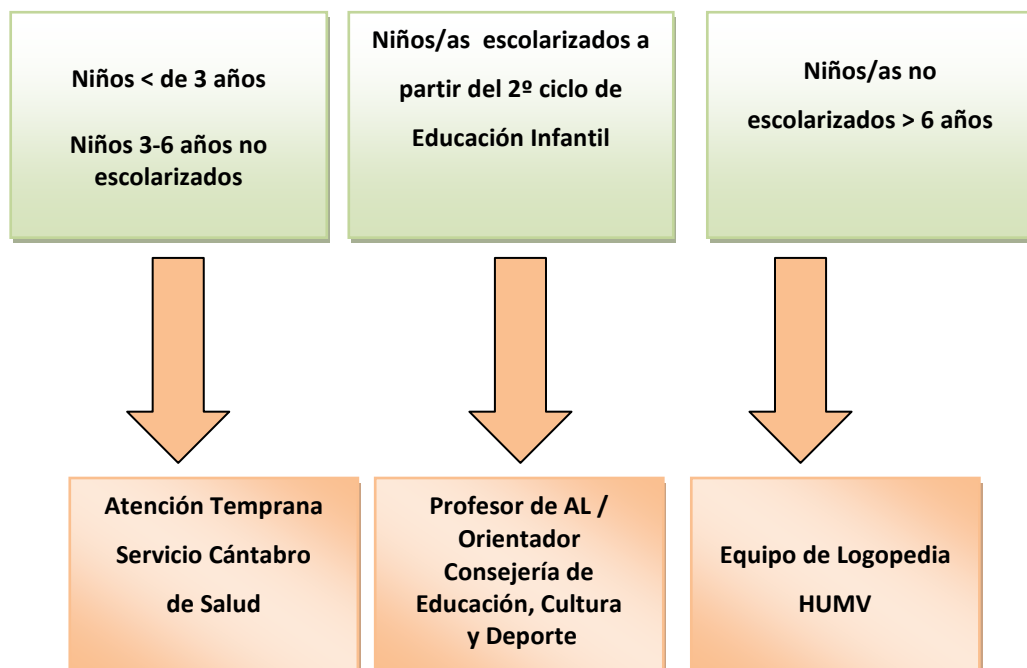 Niños < de 3 años
Niños 3-6 años no
escolarizados
Niños/as escolarizados a
partir del 2º ciclo de
Educación Infantil
Niños/as no
escolarizados > 6 años
Atención Temprana
Servicio Cántabro
de Salud
Profesor de AL /
Orientador
Consejería de
Educación, Cultura
y Deporte
Equipo de Logopedia
HUMV